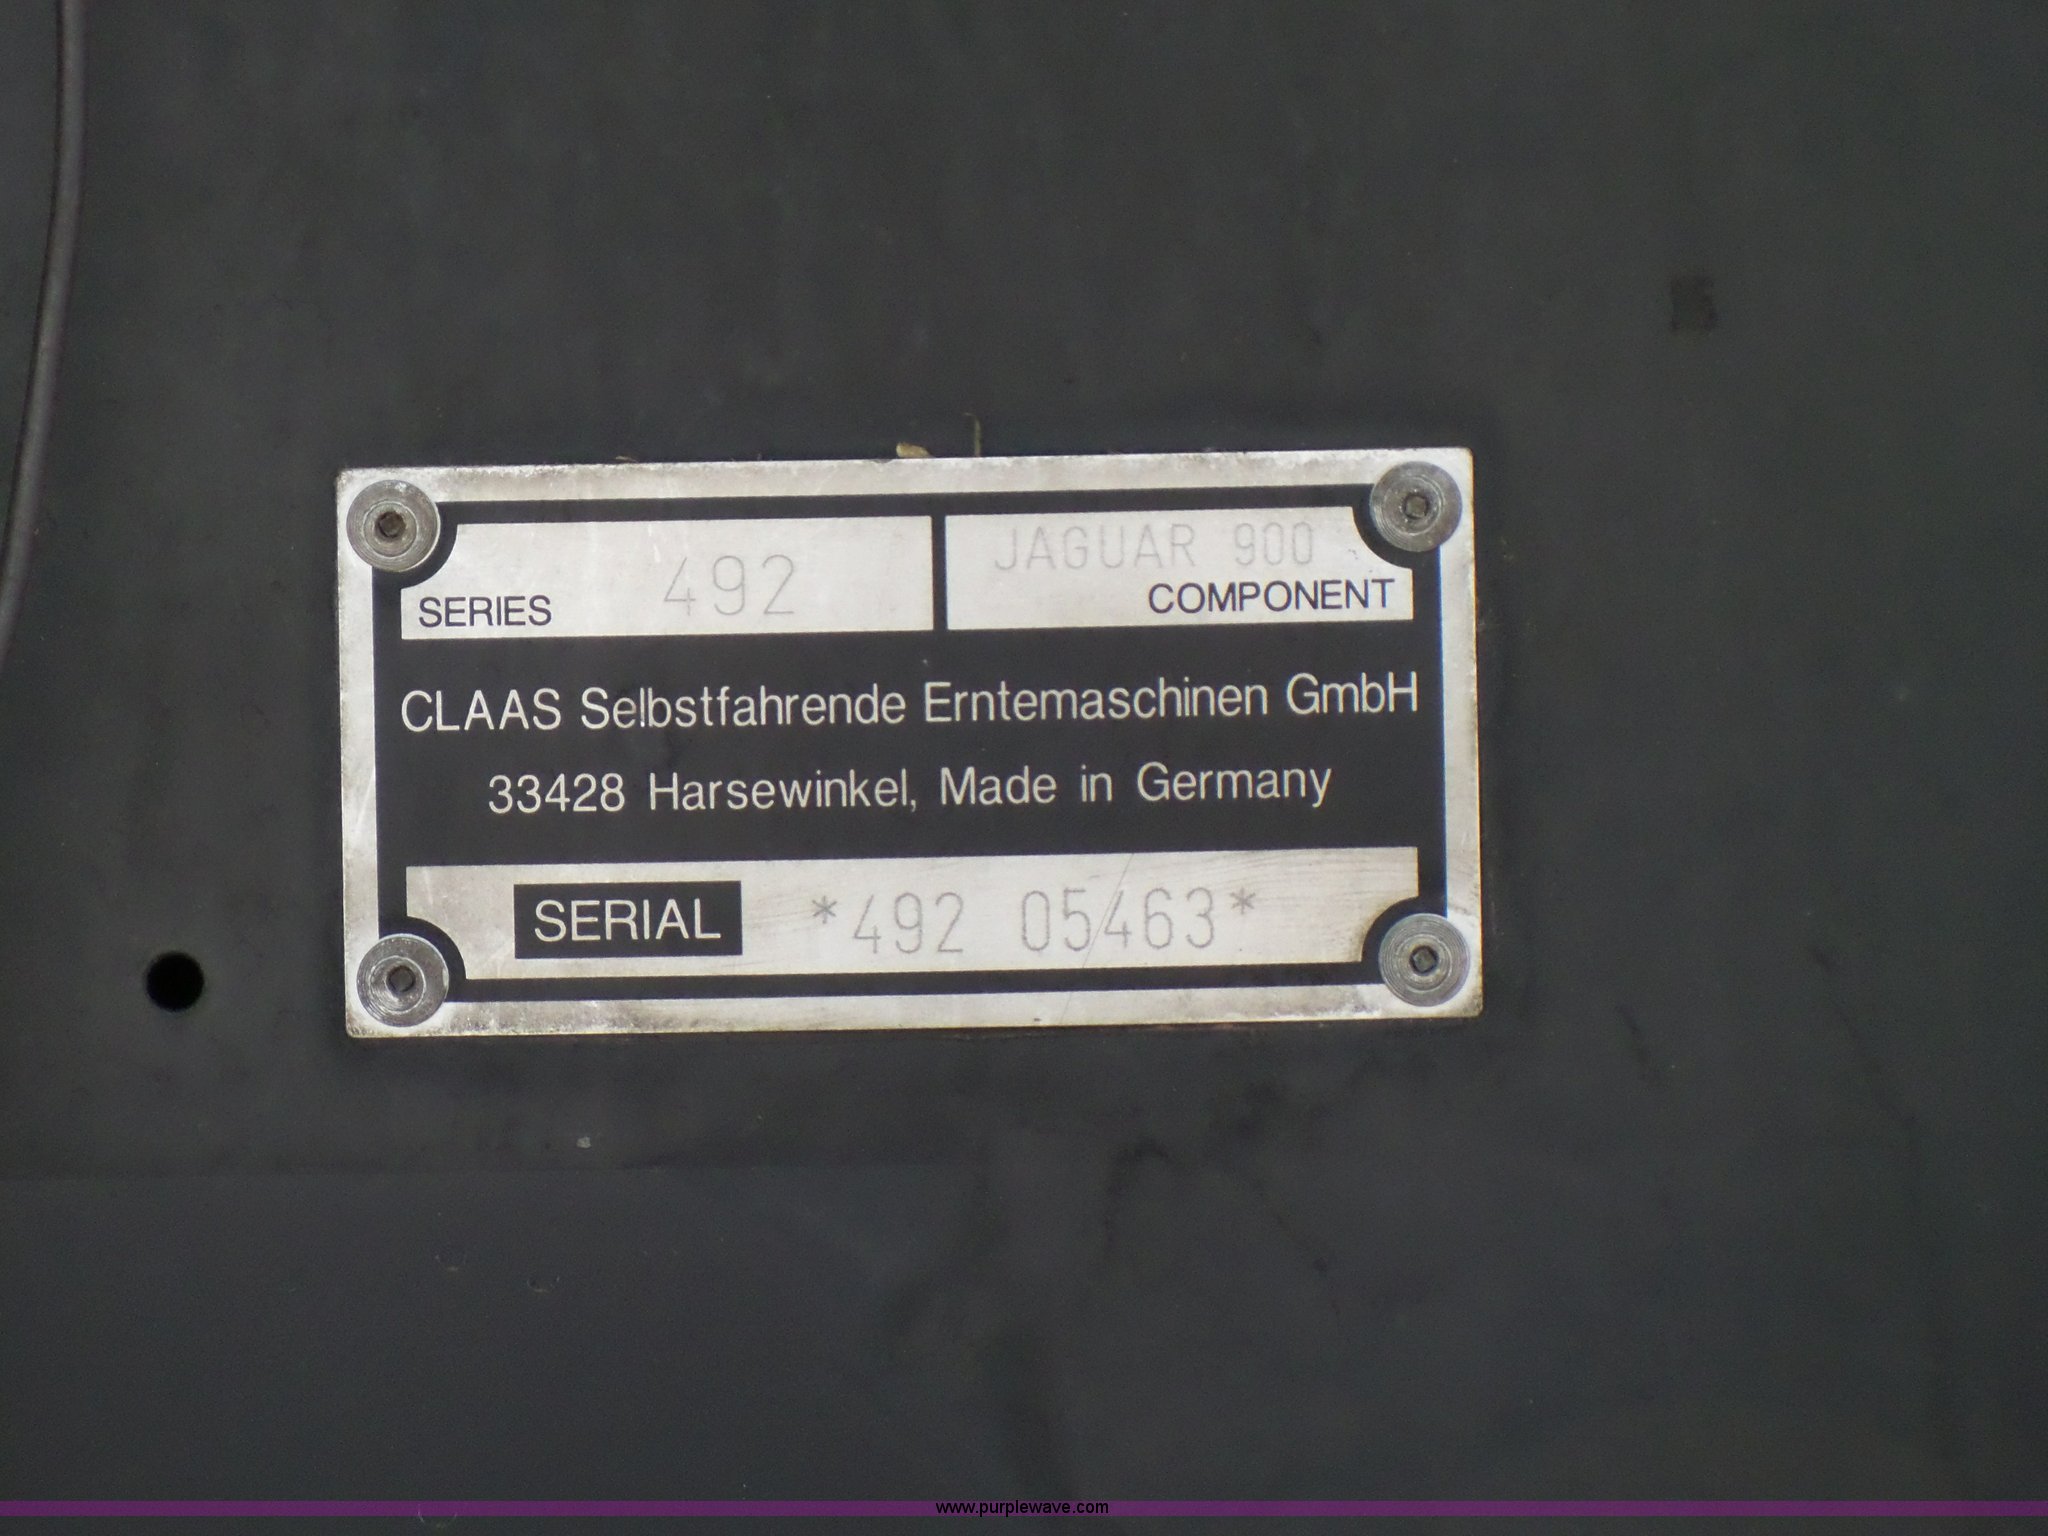 JAGUAR 900
SERIES 492 COMPONENT
CLAAS Selbstfahrende Erntemaschinen GmbH
33428 Harsewinkel, Made in Germany
SERIAL *492 05463*
www.purplewave.com